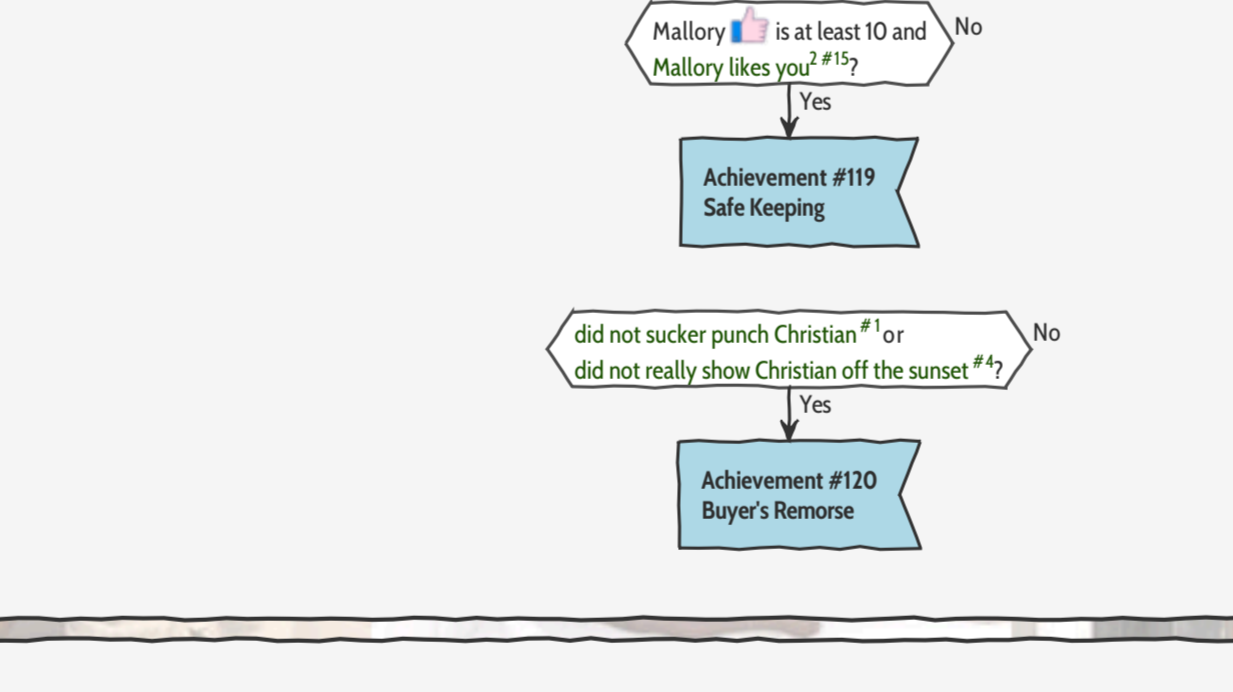 Mallory 👍 is at least 10 and
No
Mallory likes you2 #15?
Yes
Achievement #119
Safe Keeping
did not sucker punch Christian #1 or
No
did not really show Christian off the sunset #4?
Yes
Achievement #120
Buyer's Remorse